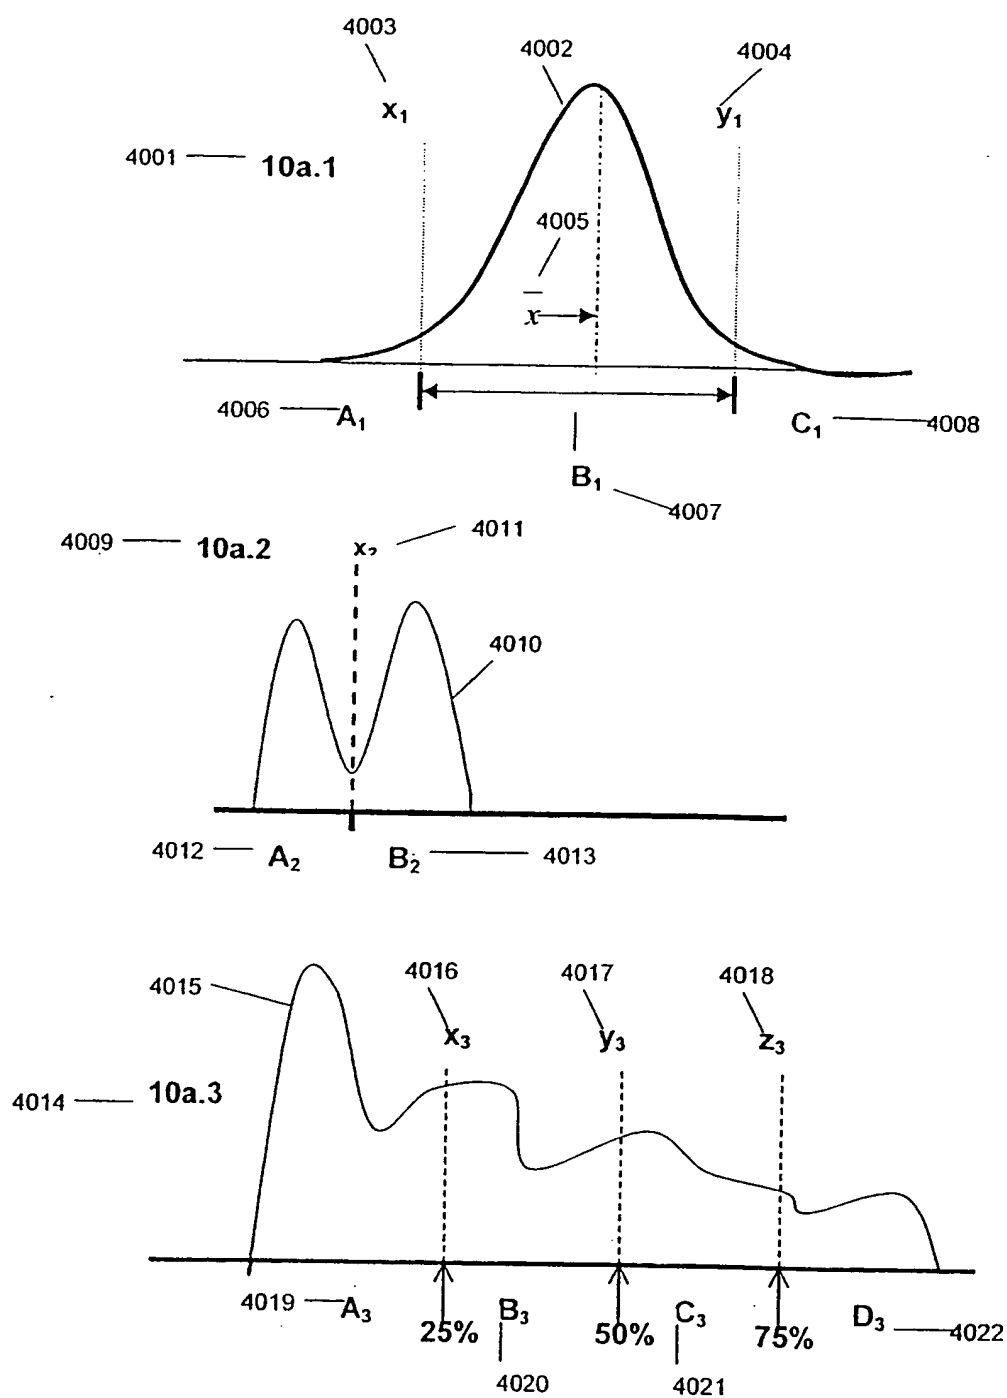 4003
4002
4004
x₁
y₁
4001
10a.1
4005
x̄
4006
A₁
C₁
4008
B₁
4007
4009
10a.2
x₂
4011
4010
4012
A₂
B₂
4013
4015
4016
4017
4018
x₃
y₃
z₃
4014
10a.3
4019
A₃
B₃
C₃
D₃
25%
50%
75%
4022
4020
4021